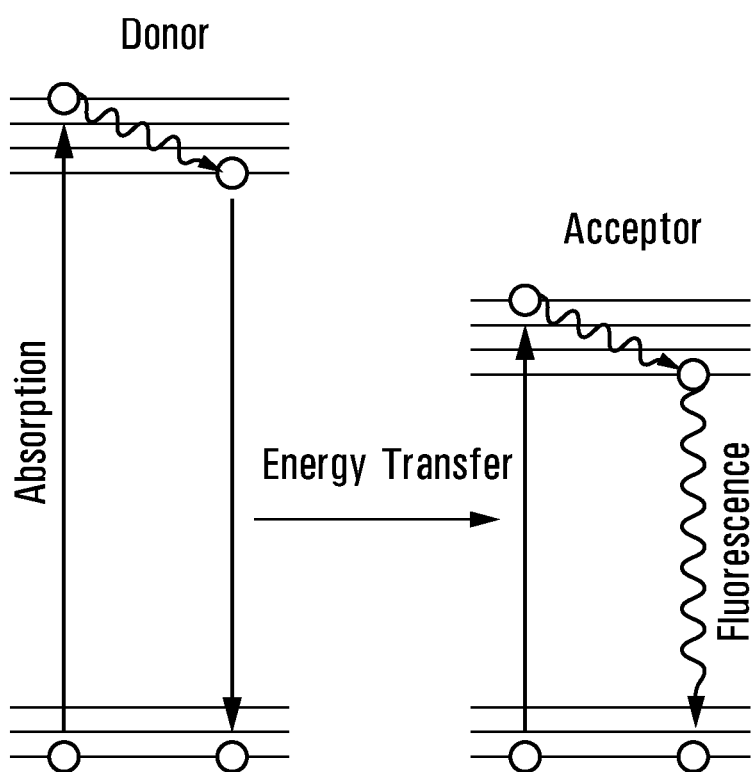 Donor
Acceptor
Absorption
Energy Transfer
Fluorescence